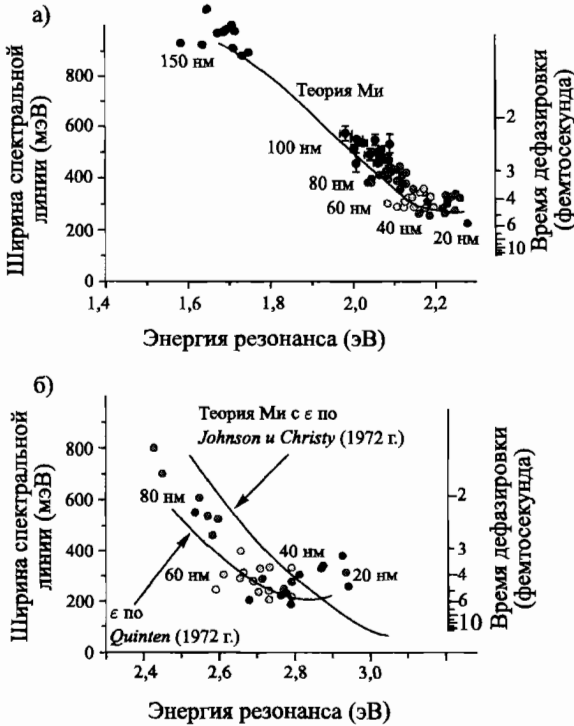 а)
Ширина спектральной
линии (мэВ)
800
600
400
200
0
150 нм
Теория Ми
100 нм
80 нм
60 нм
40 нм
20 нм
2
3
4
6
10
Время дефазировки
(фемтосекунда)
1,4
1,6
1,8
2,0
2,2
Энергия резонанса (эВ)
б)
Ширина спектральной
линии (мэВ)
800
600
400
200
0
Теория Ми с ε по
Johnson и Christy (1972 г.)
80 нм
60 нм
40 нм
20 нм
ε по
Quinten (1972 г.)
2
3
4
6
10
Время дефазировки
(фемтосекунда)
2,4
2,6
2,8
3,0
Энергия резонанса (эВ)